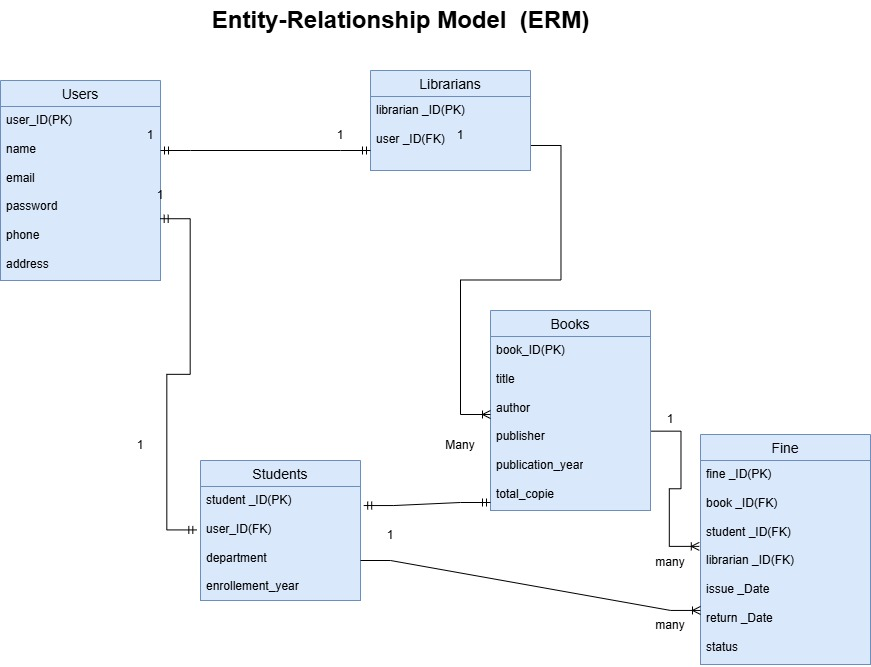 Entity-Relationship Model  (ERM)
Users
user_ID(PK)
name
email
password
phone
address
1
1
1
Librarians
librarian _ID(PK)
user _ID(FK)
1
Books
book_ID(PK)
title
author
publisher
publication_year
total_copie
Many
1
1
Students
student _ID(PK)
user_ID(FK)
department
enrollement_year
1
Fine
fine _ID(PK)
book _ID(FK)
student _ID(FK)
librarian _ID(FK)
issue _Date
return _Date
status
many
many